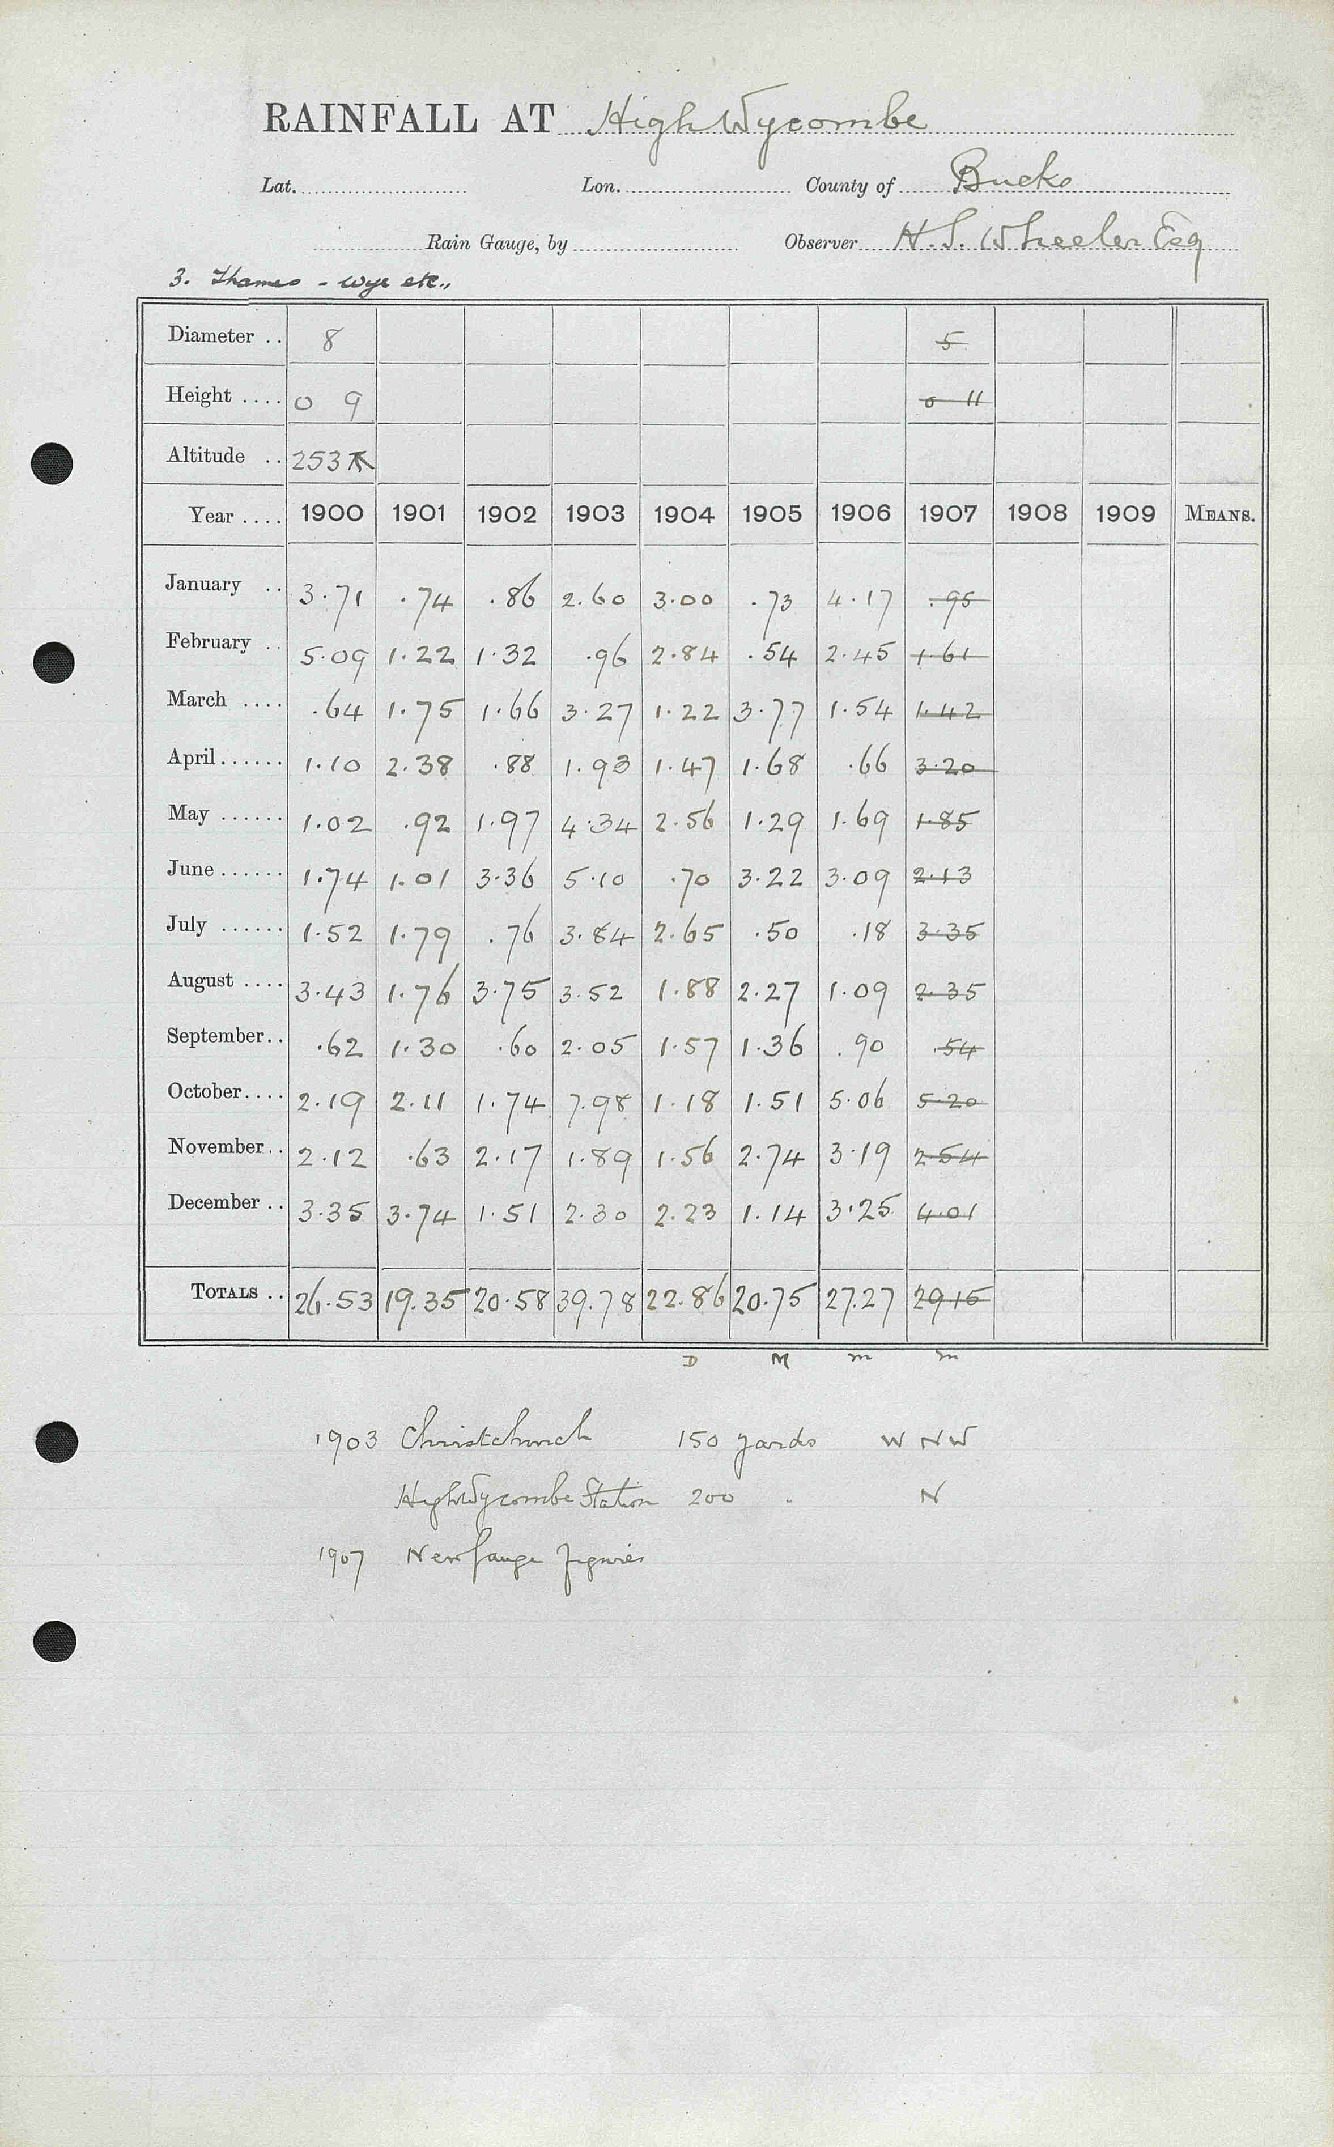 RAINFALL AT High Wycombe
Lat. Lon. County of Bucks
Rain Gauge, by Observer H. S. Wheeler Esq
3. Thames - Wye etc.,
Diameter .. 8 5
Height .... 0 9 0 11
Altitude .. 253
Year .... 1900 1901 1902 1903 1904 1905 1906 1907 1908 1909 MEANS.
January .. 3.71 .74 .86 2.60 3.00 .73 4.17 .95
February .. 5.09 1.22 1.32 .96 2.84 .54 2.45 1.61
March .... .64 1.75 1.66 3.27 1.22 3.77 1.54 1.42
April...... 1.10 2.38 .88 1.93 1.47 1.68 .66 3.20
May ...... 1.02 .92 1.97 4.34 2.56 1.29 1.69 1.85
June...... 1.74 1.01 3.36 5.10 .70 3.22 3.09 2.13
July ...... 1.52 1.79 .76 3.84 2.65 .50 .18 3.35
August .... 3.43 1.76 3.75 3.52 1.88 2.27 1.09 2.35
September.. .62 1.30 .60 2.05 1.57 1.36 .90 .54
October.... 2.19 2.11 1.74 7.98 1.18 1.51 5.06 5.20
November.. 2.12 .63 2.17 1.89 1.56 2.74 3.19 2.54
December .. 3.35 3.74 1.51 2.30 2.23 1.14 3.25 4.01
TOTALS .. 26.53 19.35 20.58 39.78 22.86 20.75 27.27 29.15
D M m m
1903 Christchurch 150 yards W N W
High Wycombe Station 200 " N
1907 New gauge figures